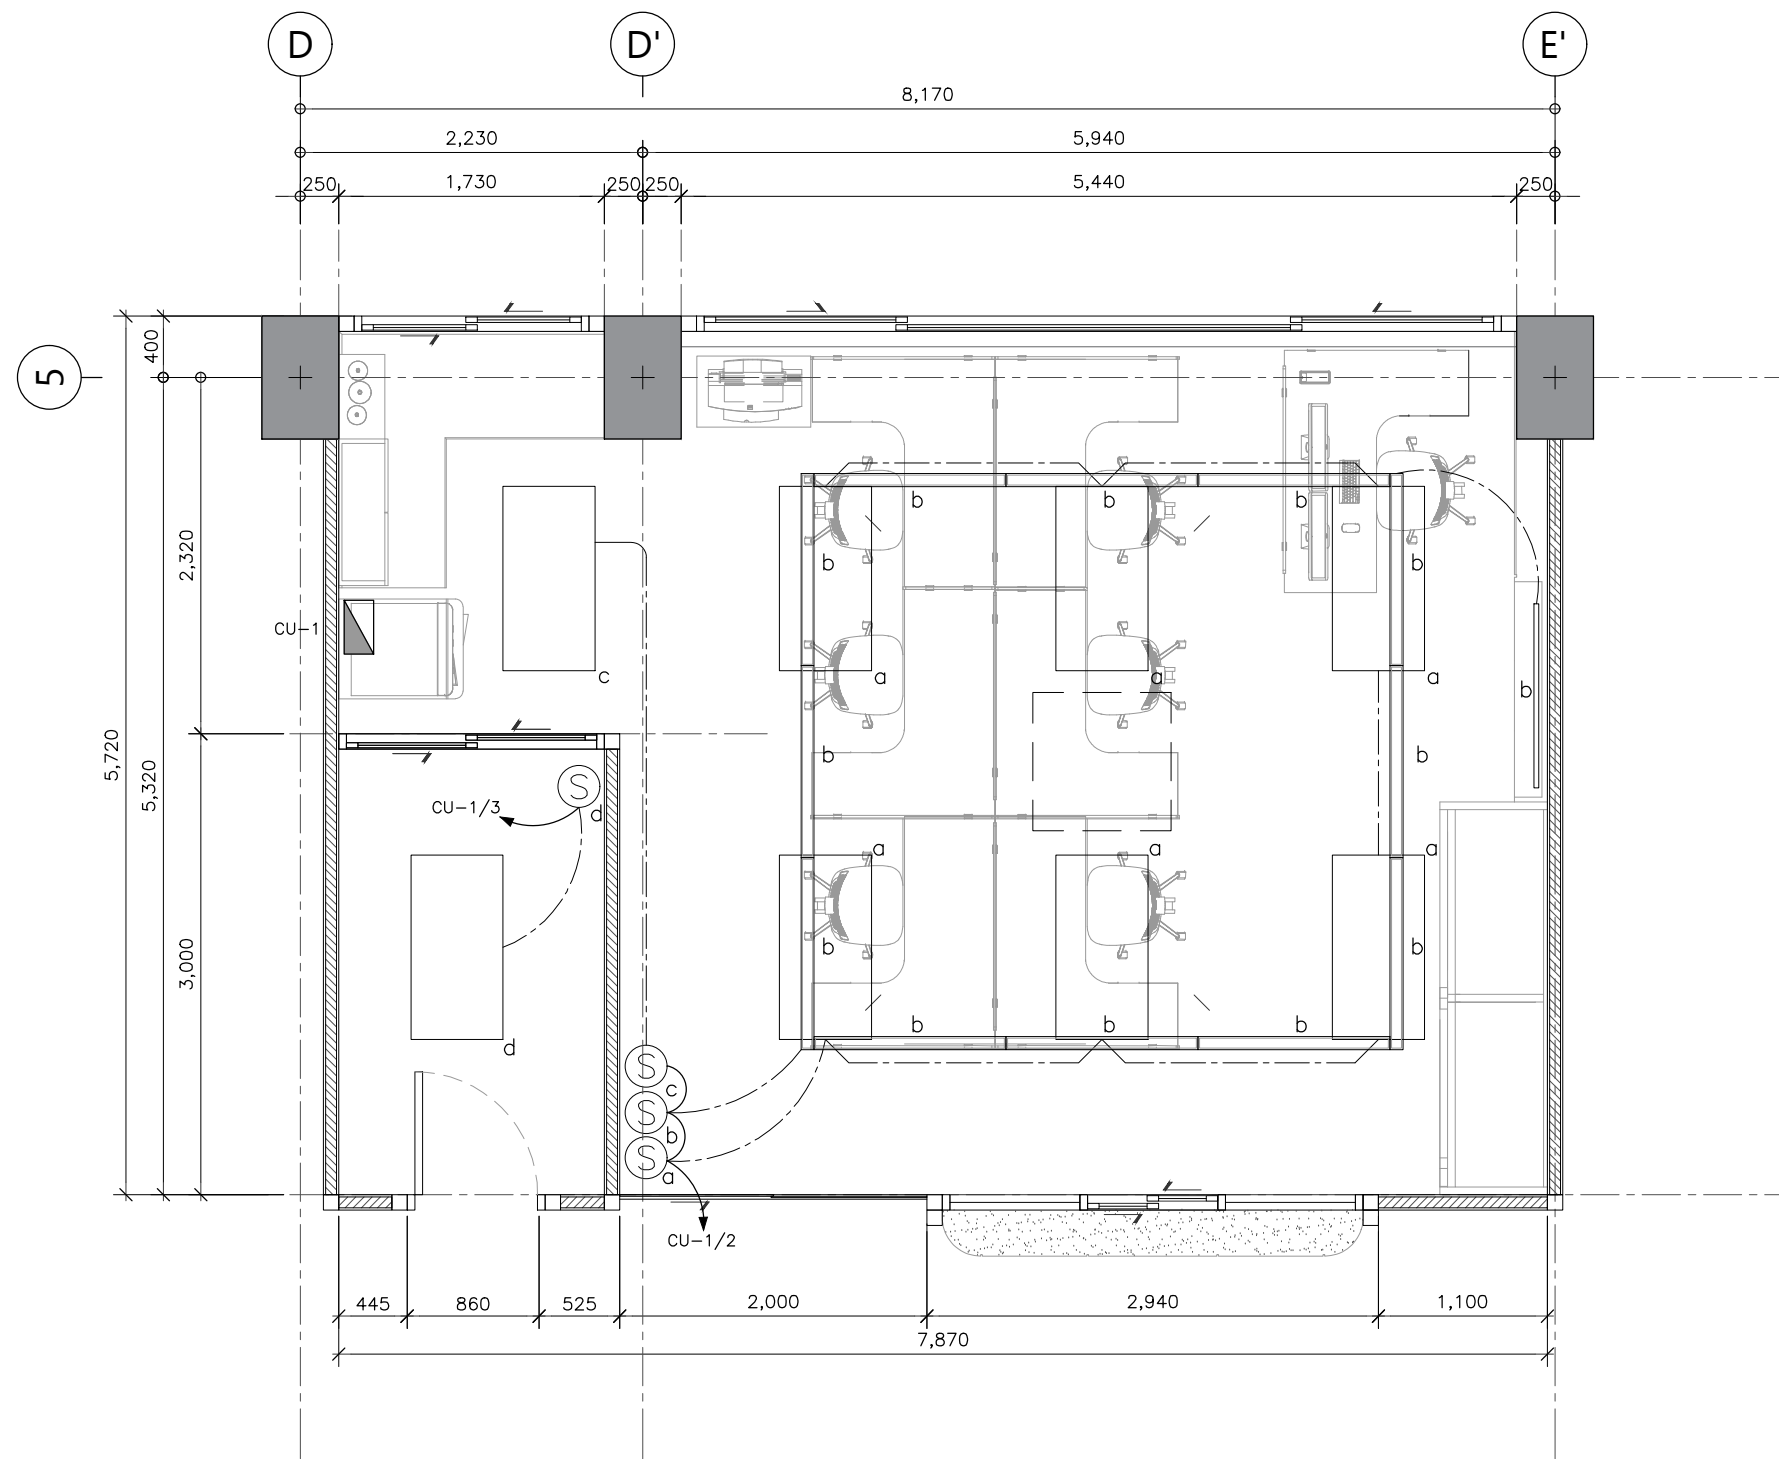 D D' E'
8,170
2,230 5,940
250 1,730 250 250 5,440 250
400
5
b b b
2,320 b b
CU-1
c a a a
b
5,720 b b
5,320
CU-1/3 S
d
a a a
3,000 b b
b b b
d
S
c
S
b
S
a
CU-1/2
445 860 525 2,000 2,940 1,100
7,870